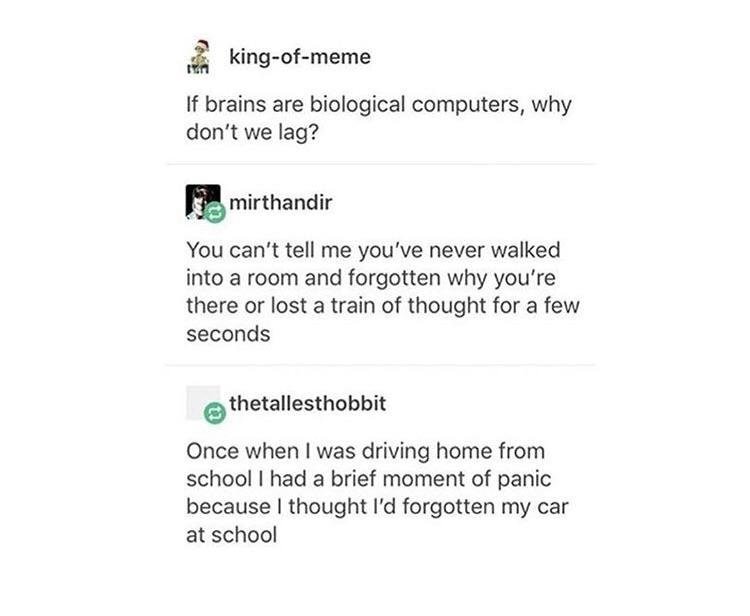 king-of-meme
If brains are biological computers, why
don't we lag?
mirthandir
You can't tell me you've never walked
into a room and forgotten why you're
there or lost a train of thought for a few
seconds
thetallesthobbit
Once when I was driving home from
school I had a brief moment of panic
because I thought I'd forgotten my car
at school